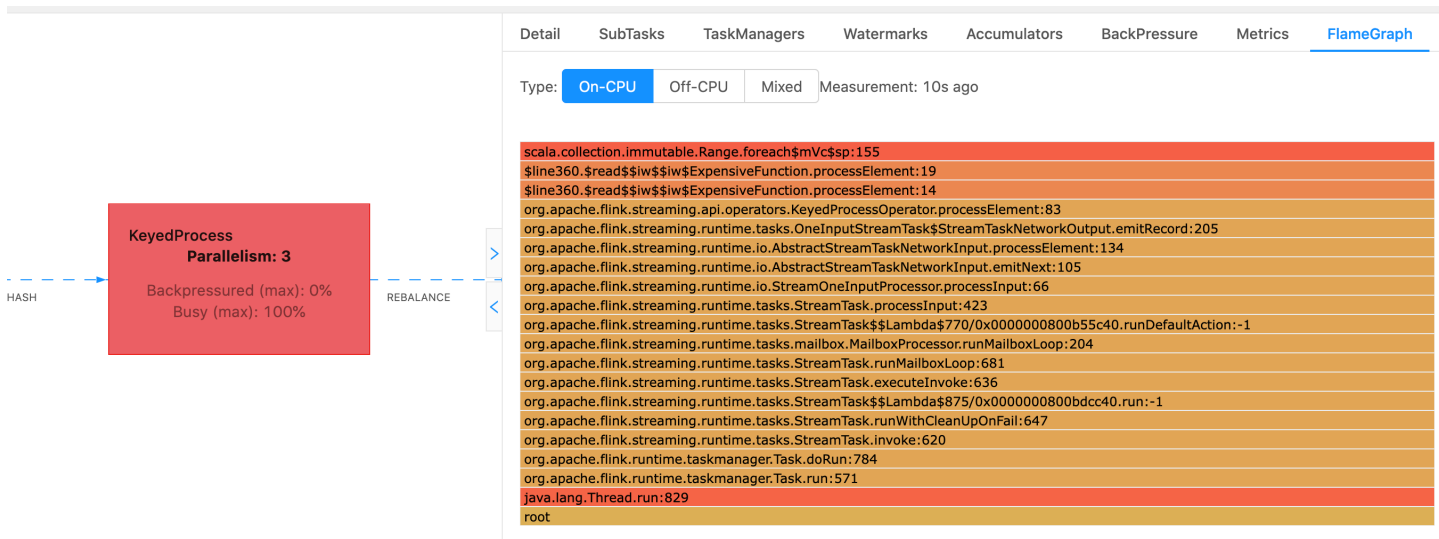 Detail SubTasks TaskManagers Watermarks Accumulators BackPressure Metrics FlameGraph
Type: On-CPU Off-CPU Mixed Measurement: 10s ago
KeyedProcess
Parallelism: 3
Backpressured (max): 0%
Busy (max): 100%
HASH
REBALANCE
scala.collection.immutable.Range.foreach$mVc$sp:155
$line360.$read$$iw$$iw$ExpensiveFunction.processElement:19
$line360.$read$$iw$$iw$ExpensiveFunction.processElement:14
org.apache.flink.streaming.api.operators.KeyedProcessOperator.processElement:83
org.apache.flink.streaming.runtime.tasks.OneInputStreamTask$StreamTaskNetworkOutput.emitRecord:205
org.apache.flink.streaming.runtime.io.AbstractStreamTaskNetworkInput.processElement:134
org.apache.flink.streaming.runtime.io.AbstractStreamTaskNetworkInput.emitNext:105
org.apache.flink.streaming.runtime.io.StreamOneInputProcessor.processInput:66
org.apache.flink.streaming.runtime.tasks.StreamTask.processInput:423
org.apache.flink.streaming.runtime.tasks.StreamTask$$Lambda$770/0x0000000800b55c40.runDefaultAction:-1
org.apache.flink.streaming.runtime.tasks.mailbox.MailboxProcessor.runMailboxLoop:204
org.apache.flink.streaming.runtime.tasks.StreamTask.runMailboxLoop:681
org.apache.flink.streaming.runtime.tasks.StreamTask.executeInvoke:636
org.apache.flink.streaming.runtime.tasks.StreamTask$$Lambda$875/0x0000000800bdcc40.run:-1
org.apache.flink.streaming.runtime.tasks.StreamTask.runWithCleanUpOnFail:647
org.apache.flink.streaming.runtime.tasks.StreamTask.invoke:620
org.apache.flink.runtime.taskmanager.Task.doRun:784
org.apache.flink.runtime.taskmanager.Task.run:571
java.lang.Thread.run:829
root